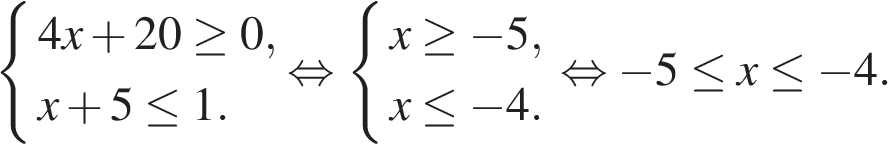 { 4x + 20 ≥ 0, x + 5 ≤ 1. ⇔ { x ≥ −5, x ≤ −4. ⇔ −5 ≤ x ≤ −4.